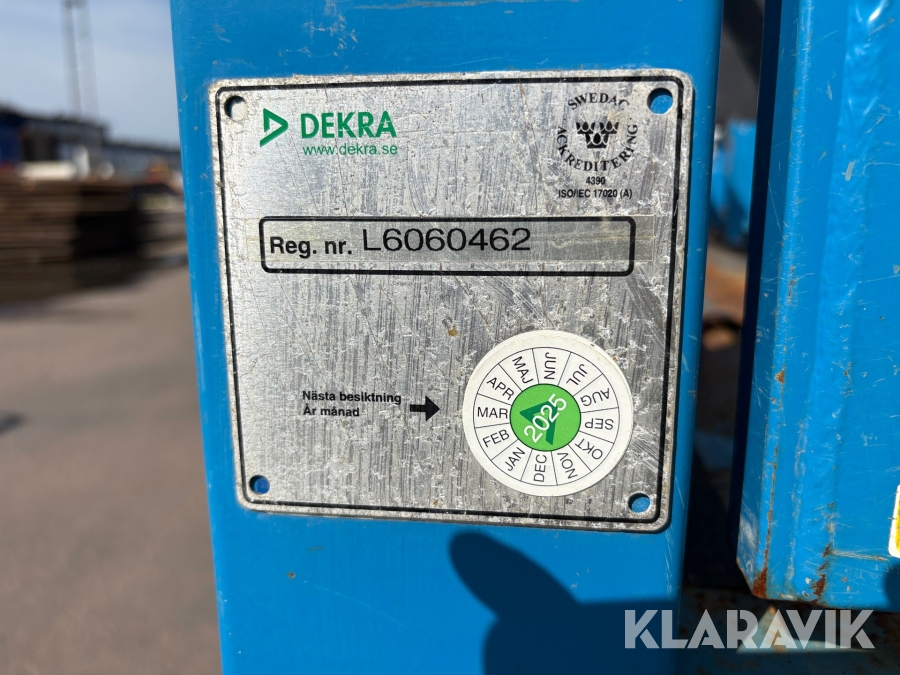 DEKRA
www.dekra.se
SWEDAC
ACKREDITERING
4390
ISO/IEC 17020 (A)
Reg. nr. L6060462
Nästa besiktning
År månad
JAN
FEB
MAR
APR
MAJ
JUN
JUL
AUG
SEP
OKT
NOV
DEC
2025
KLARAVIK